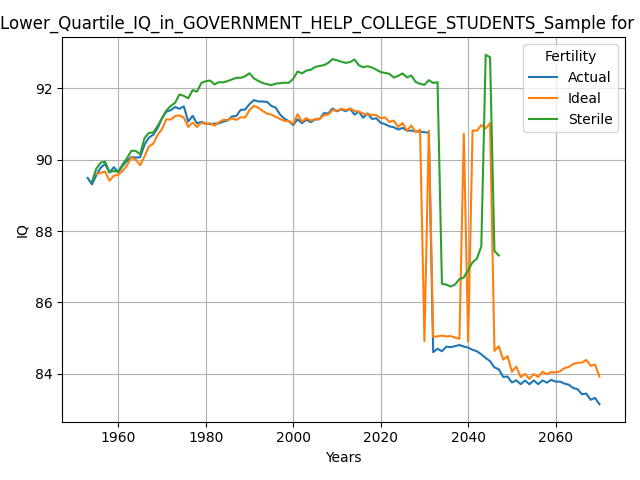 Lower_Quartile_IQ_in_GOVERNMENT_HELP_COLLEGE_STUDENTS_Sample for
Fertility
Actual
Ideal
Sterile
IQ
92
90
88
86
84
1960
1980
2000
2020
2040
2060
Years